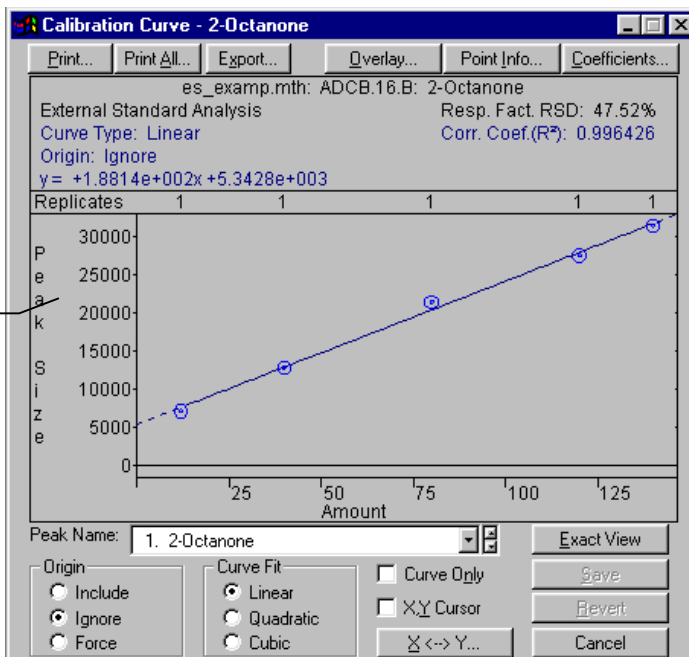 Calibration Curve - 2-Octanone
Print... Print All... Export... Overlay... Point Info... Coefficients...
es_examp.mth: ADCB.16.B: 2-Octanone
External Standard Analysis Resp. Fact. RSD: 47.52%
Curve Type: Linear Corr. Coef.(R²): 0.996426
Origin: Ignore
y = +1.8814e+002x +5.3428e+003
Replicates 1 1 1 1 1
Peak Size
30000
25000
20000
15000
10000
5000
0
25 50 75 100 125
Amount
Peak Name: 1. 2-Octanone Exact View
Origin Curve Fit
Include Linear Curve Only Save
Ignore Quadratic X,Y Cursor Revert
Force Cubic X <--> Y... Cancel